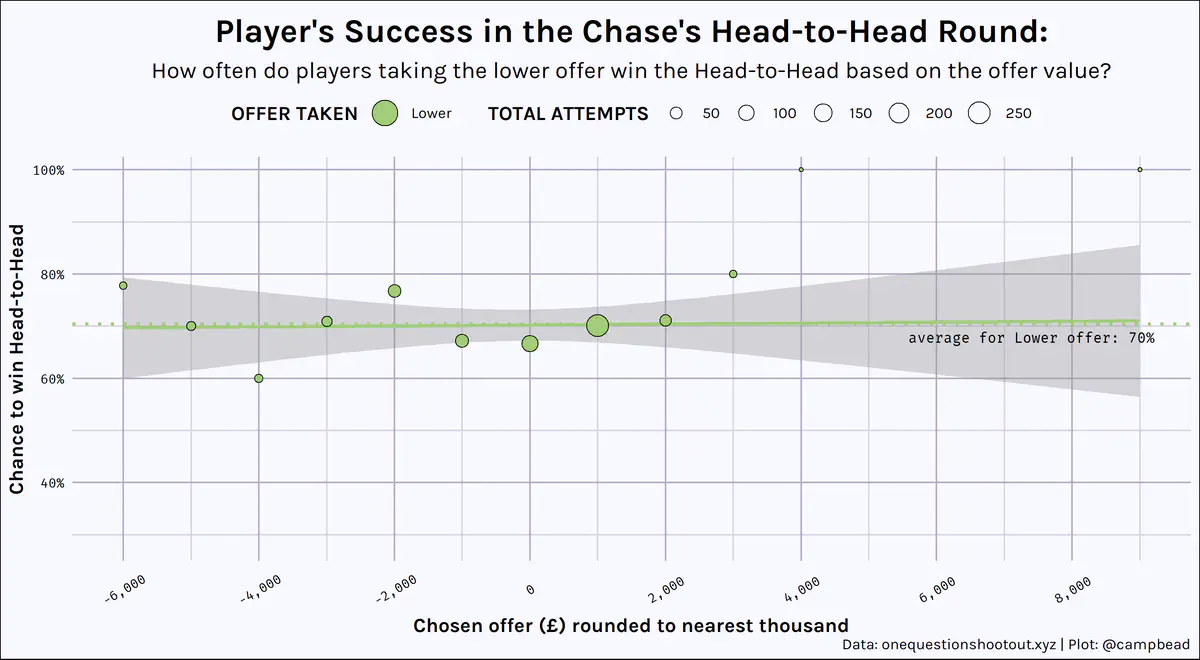 Player's Success in the Chase's Head-to-Head Round:
How often do players taking the lower offer win the Head-to-Head based on the offer value?
OFFER TAKEN Lower TOTAL ATTEMPTS 50 100 150 200 250
Chance to win Head-to-Head
100%
80%
60%
40%
average for Lower offer: 70%
-6,000 -4,000 -2,000 0 2,000 4,000 6,000 8,000
Chosen offer (£) rounded to nearest thousand
Data: onequestionshootout.xyz | Plot: @campbead